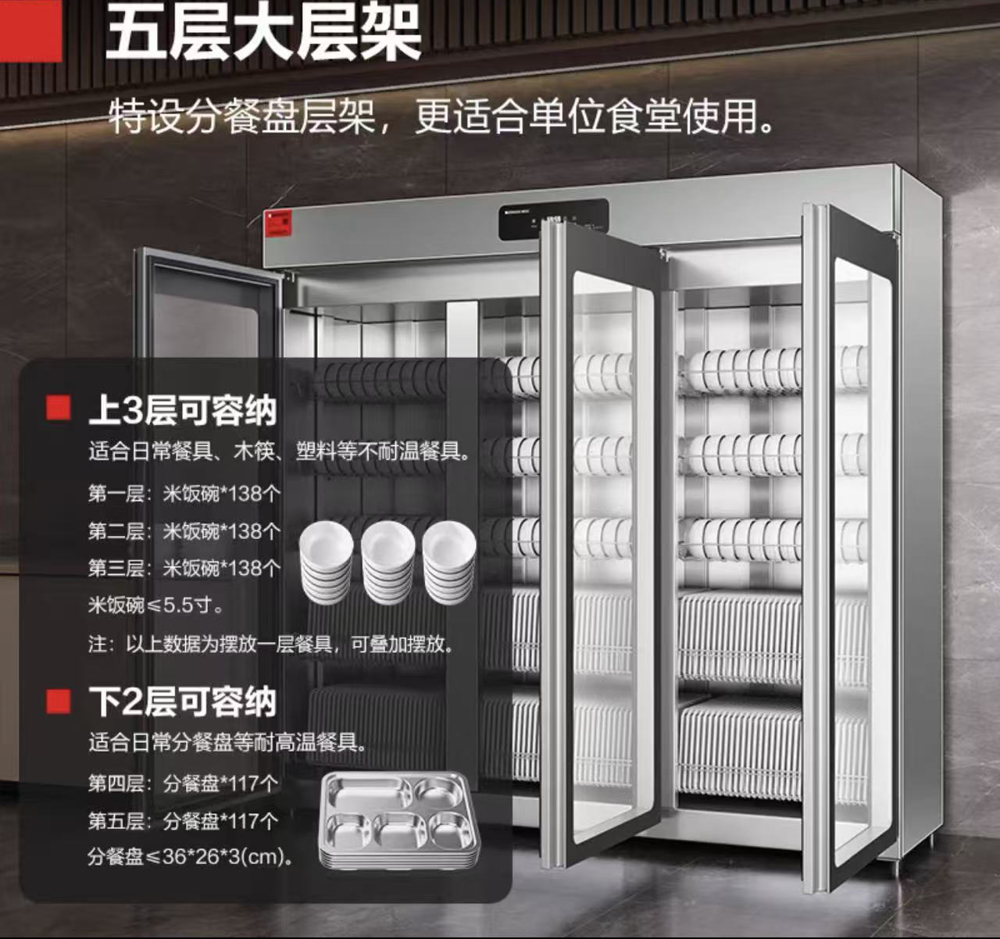 五层大层架
特设分餐盘层架，更适合单位食堂使用。
上3层可容纳
适合日常餐具、木筷、塑料等不耐温餐具。
第一层：米饭碗*138个
第二层：米饭碗*138个
第三层：米饭碗*138个
米饭碗≤5.5寸。
注：以上数据为摆放一层餐具，可叠加摆放。
下2层可容纳
适合日常分餐盘等耐高温餐具。
第四层：分餐盘*117个
第五层：分餐盘*117个
分餐盘≤36*26*3(cm)。